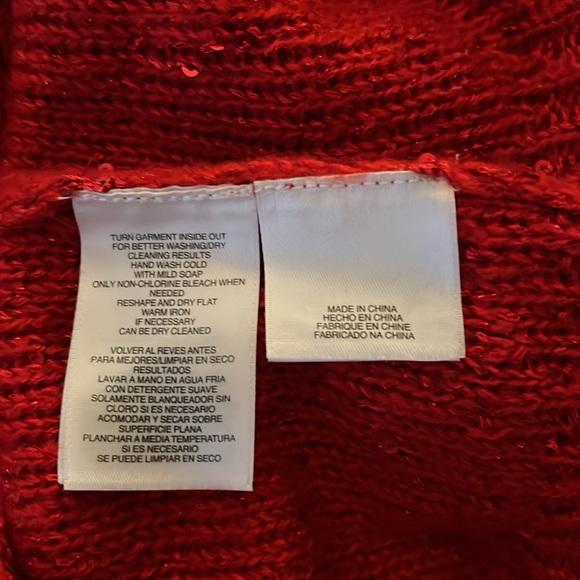 TURN GARMENT INSIDE OUT
FOR BETTER WASHING/DRY
CLEANING RESULTS
HAND WASH COLD
WITH MILD SOAP
ONLY NON-CHLORINE BLEACH WHEN
NEEDED
RESHAPE AND DRY FLAT
WARM IRON
IF NECESSARY
CAN BE DRY CLEANED
VOLVER AL REVES ANTES
PARA MEJORES/LIMPIAR EN SECO
RESULTADOS
LAVAR A MANO EN AGUA FRIA
CON DETERGENTE SUAVE
SOLAMENTE BLANQUEADOR SIN
CLORO SI ES NECESARIO
ACOMODAR Y SECAR SOBRE
SUPERFICIE PLANA
PLANCHAR A MEDIA TEMPERATURA
SI ES NECESARIO
SE PUEDE LIMPIAR EN SECO
MADE IN CHINA
HECHO EN CHINA
FABRIQUE EN CHINE
FABRICADO NA CHINA